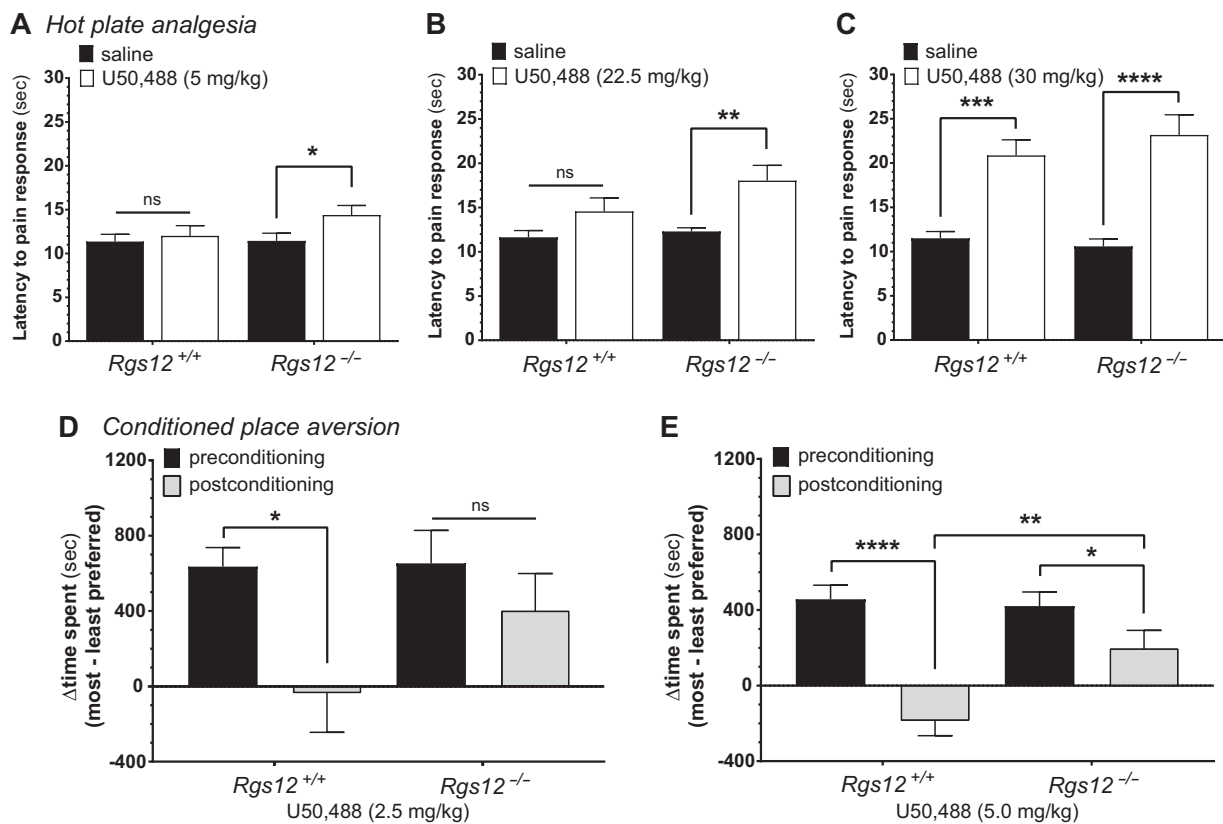 A Hot plate analgesia
saline
U50,488 (5 mg/kg)
Latency to pain response (sec)
30
25
20
15
10
5
0
ns
*
Rgs12 +/+
Rgs12 –/–
B
saline
U50,488 (22.5 mg/kg)
Latency to pain response (sec)
30
25
20
15
10
5
0
ns
**
Rgs12 +/+
Rgs12 –/–
C
saline
U50,488 (30 mg/kg)
Latency to pain response (sec)
30
25
20
15
10
5
0
***
****
Rgs12 +/+
Rgs12 –/–
D Conditioned place aversion
preconditioning
postconditioning
Δtime spent (sec)
(most - least preferred)
1200
800
400
0
-400
*
ns
Rgs12 +/+
Rgs12 –/–
U50,488 (2.5 mg/kg)
E
preconditioning
postconditioning
Δtime spent (sec)
(most - least preferred)
1200
800
400
0
-400
****
**
*
Rgs12 +/+
Rgs12 –/–
U50,488 (5.0 mg/kg)